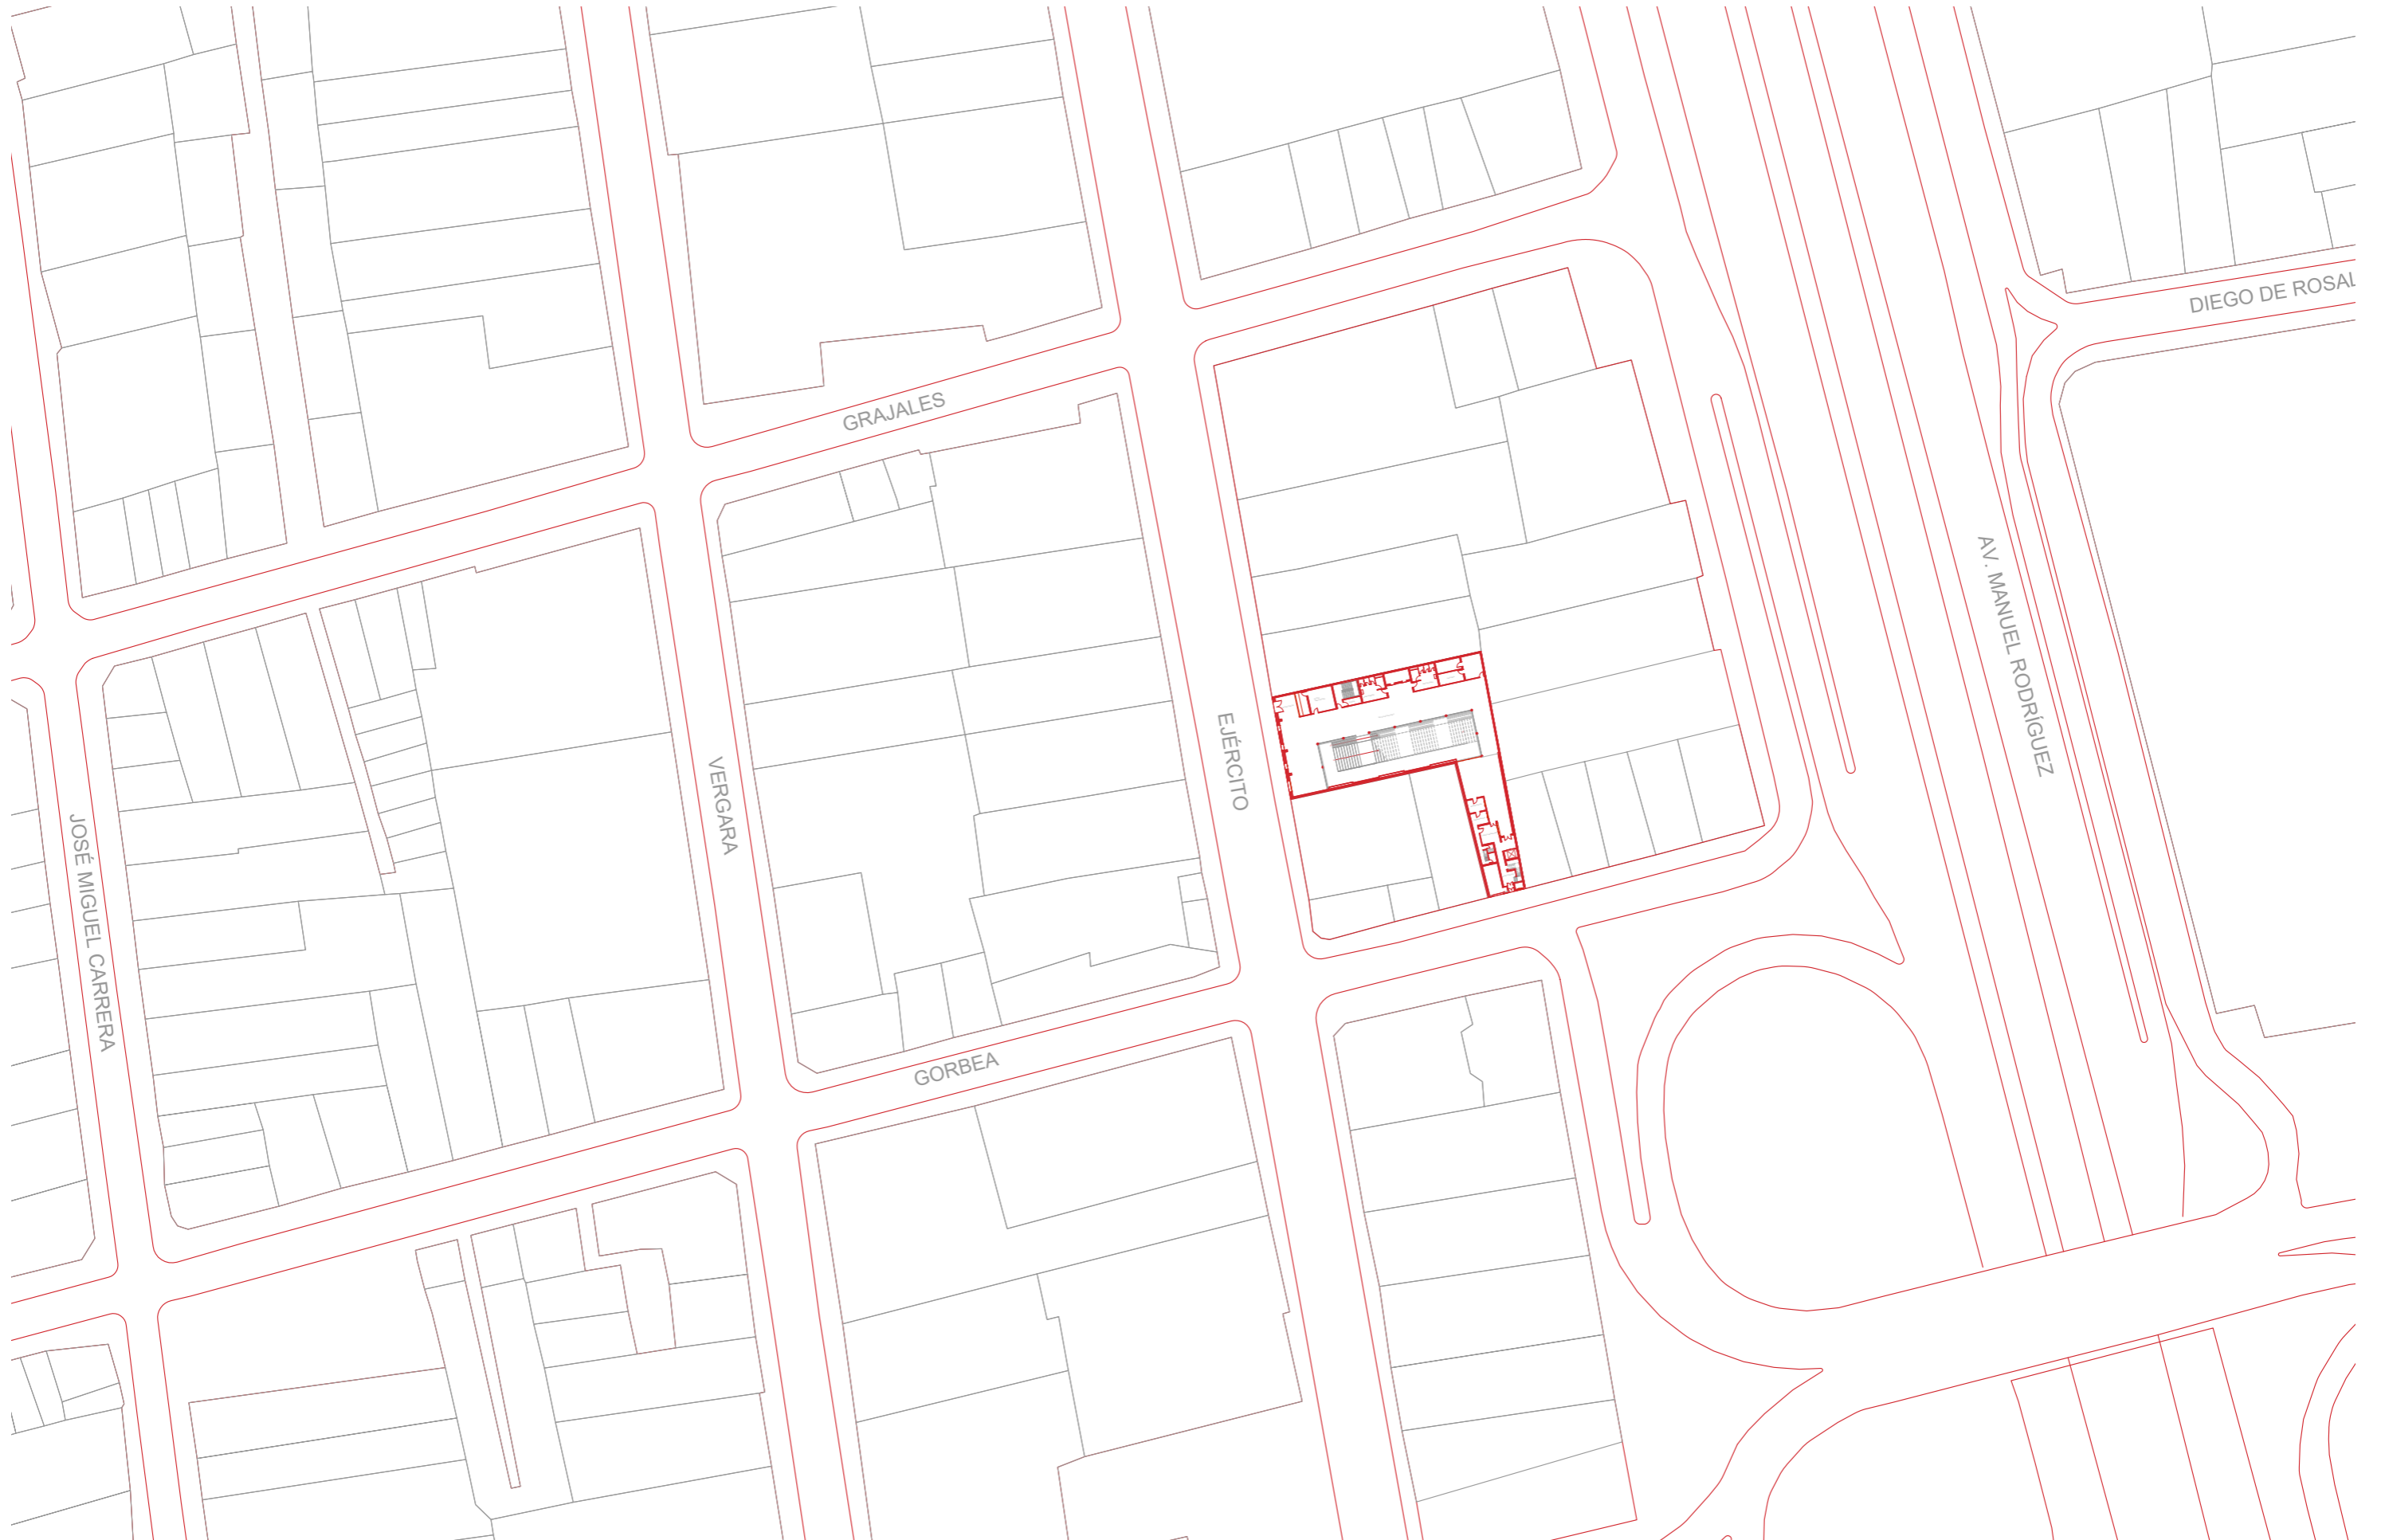 DIEGO DE ROSAL
GRAJALES
AV. MANUEL RODRÍGUEZ
EJÉRCITO
VERGARA
JOSÉ MIGUEL CARRERA
GORBEA